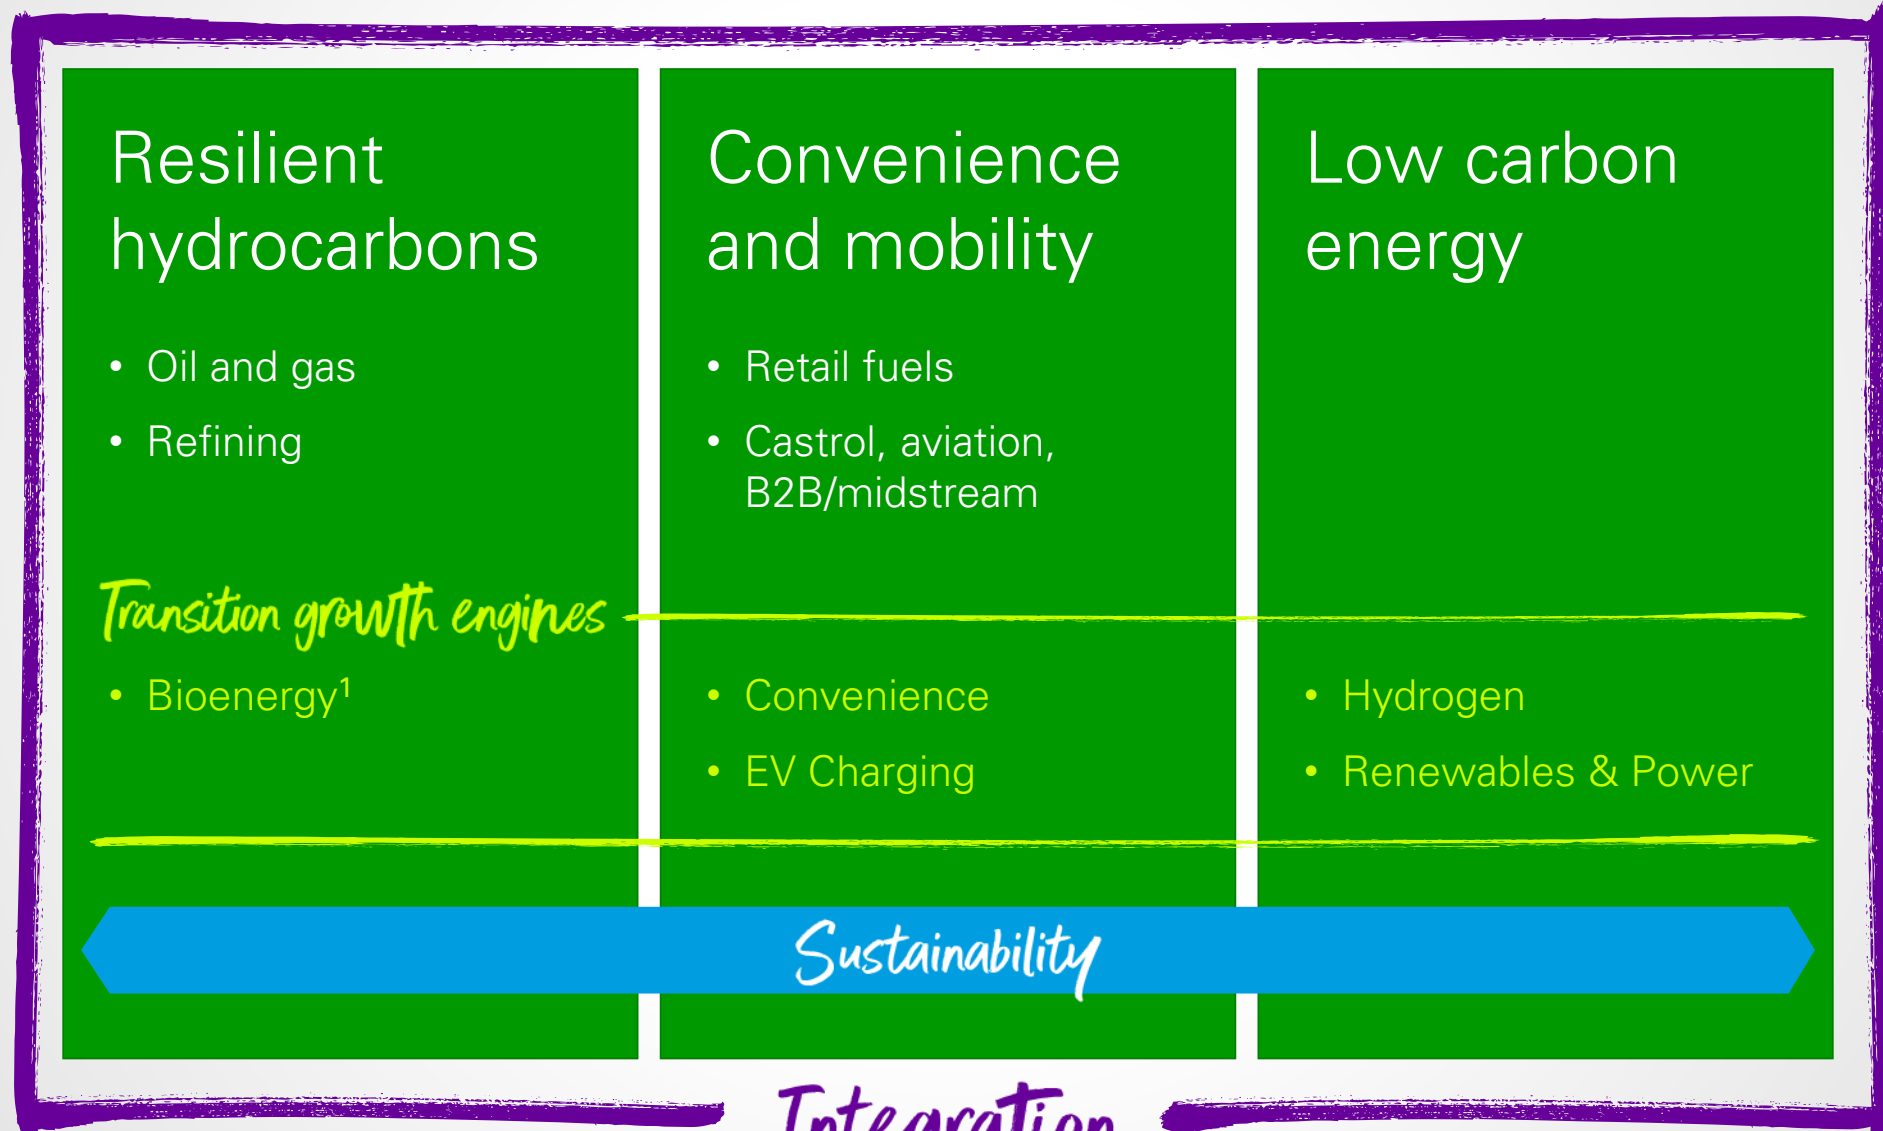 Resilient
hydrocarbons
• Oil and gas
• Refining
Convenience
and mobility
• Retail fuels
• Castrol, aviation,
B2B/midstream
Low carbon
energy
Transition growth engines
• Bioenergy¹
• Convenience
• EV Charging
• Hydrogen
• Renewables & Power
Sustainability
Integration